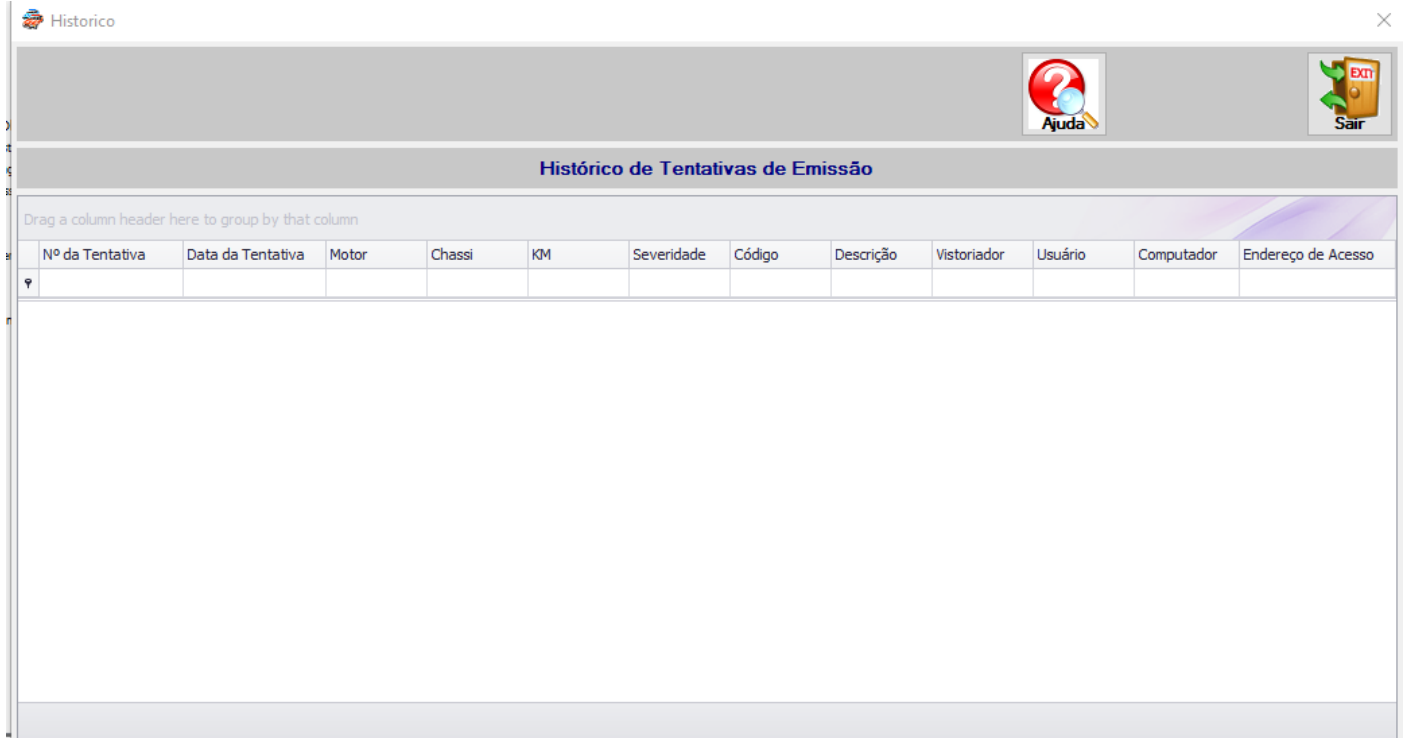 Historico
EXIT
Ajuda
Sair
Histórico de Tentativas de Emissão
Drag a column header here to group by that column
Nº da Tentativa Data da Tentativa Motor Chassi KM Severidade Código Descrição Vistoriador Usuário Computador Endereço de Acesso